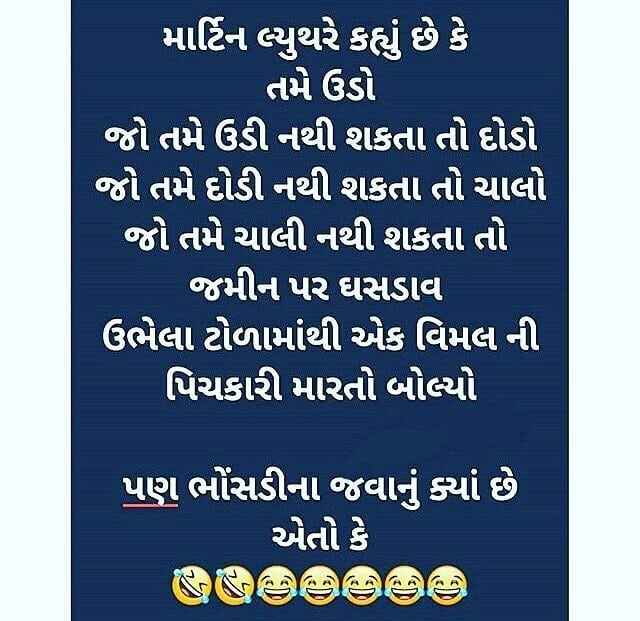 માર્ટિન લ્યુથરે કહ્યું છે કે
તમે ઉડો
જો તમે ઉડી નથી શકતા તો દોડો
જો તમે દોડી નથી શકતા તો ચાલો
જો તમે ચાલી નથી શકતા તો
જમીન પર ઘસડાવ
ઉભેલા ટોળામાંથી એક વિમલ ની
પિચકારી મારતો બોલ્યો
પણ ભોંસડીના જવાનું ક્યાં છે
એતો કે
🤣🤣😂😂😂😂😂